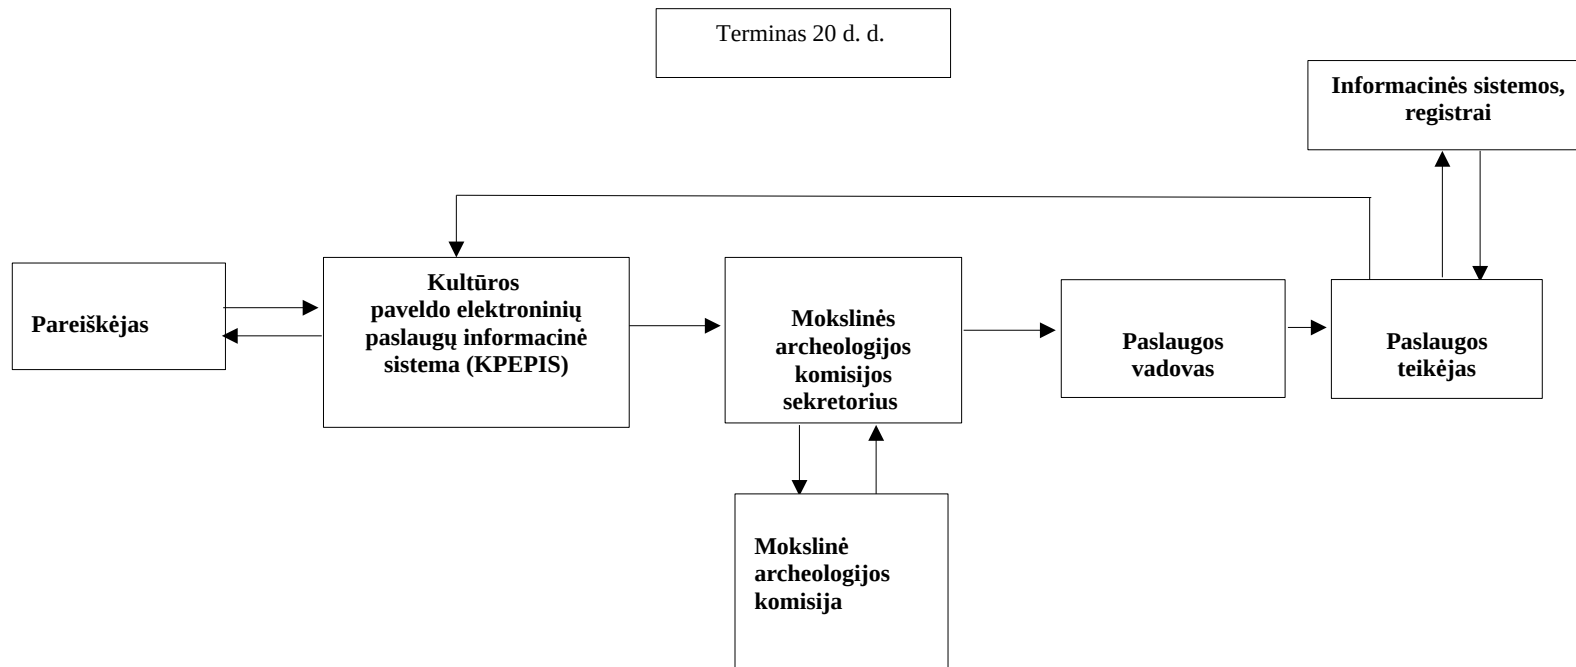 Terminas 20 d. d.
Informacinės sistemos,
registrai
Pareiškėjas
Kultūros
paveldo elektroninių
paslaugų informacinė
sistema (KPEPIS)
Mokslinės
archeologijos
komisijos
sekretorius
Paslaugos
vadovas
Paslaugos
teikėjas
Mokslinė
archeologijos
komisija